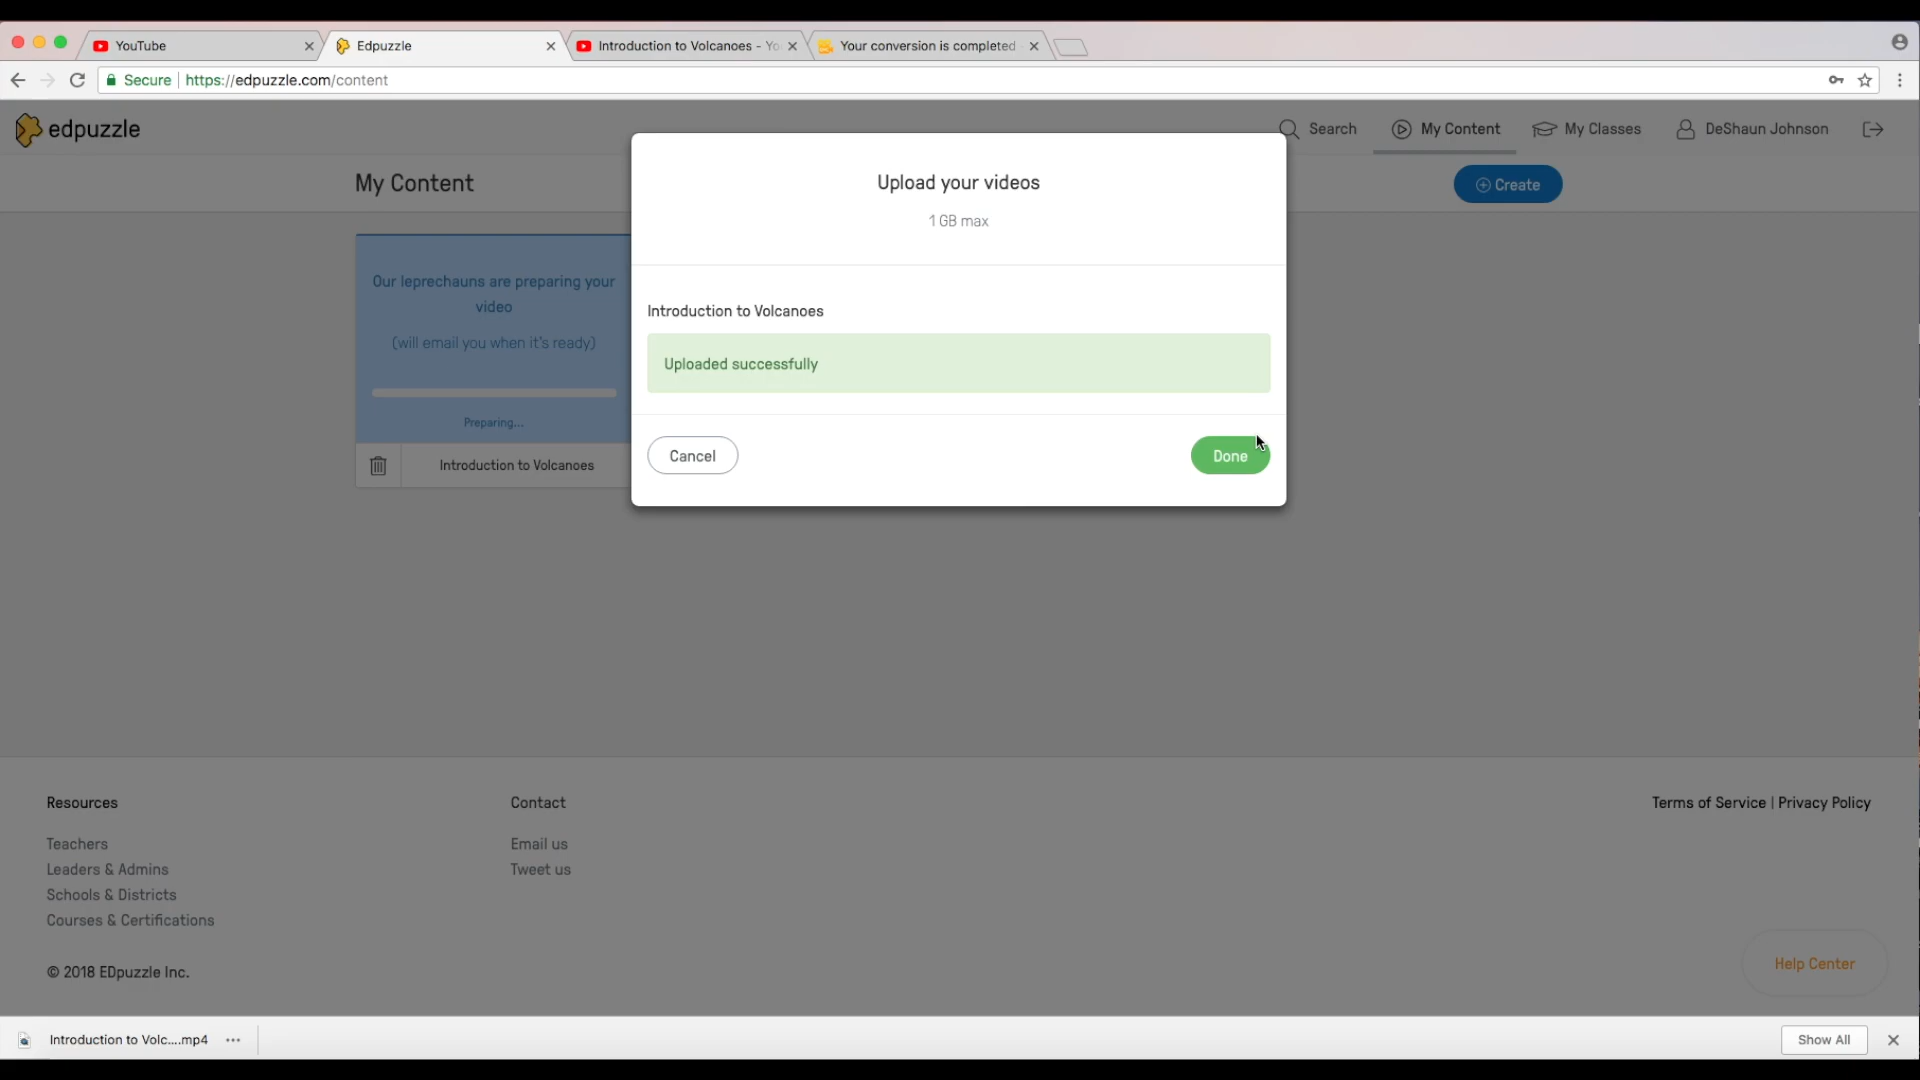 YouTube
Edpuzzle
Introduction to Volcanoes - Yo
Your conversion is completed
Secure
https://edpuzzle.com/content
edpuzzle
Search
My Content
My Classes
DeShaun Johnson
My Content
Create
Upload your videos
1 GB max
Our leprechauns are preparing your
video
(will email you when it's ready)
Preparing...
Introduction to Volcanoes
Introduction to Volcanoes
Uploaded successfully
Cancel
Done
Resources
Teachers
Leaders & Admins
Schools & Districts
Courses & Certifications
© 2018 EDpuzzle Inc.
Contact
Email us
Tweet us
Terms of Service | Privacy Policy
Help Center
Introduction to Volc....mp4
Show All